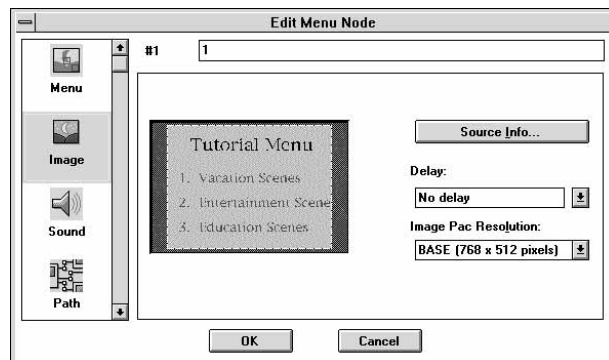 Edit Menu Node
Menu
Image
Sound
Path
#1
1
Tutorial Menu
1. Vacation Scenes
2. Entertainment Scene
3. Education Scenes
Source Info...
Delay:
No delay
Image Pac Resolution:
BASE (768 x 512 pixels)
OK
Cancel